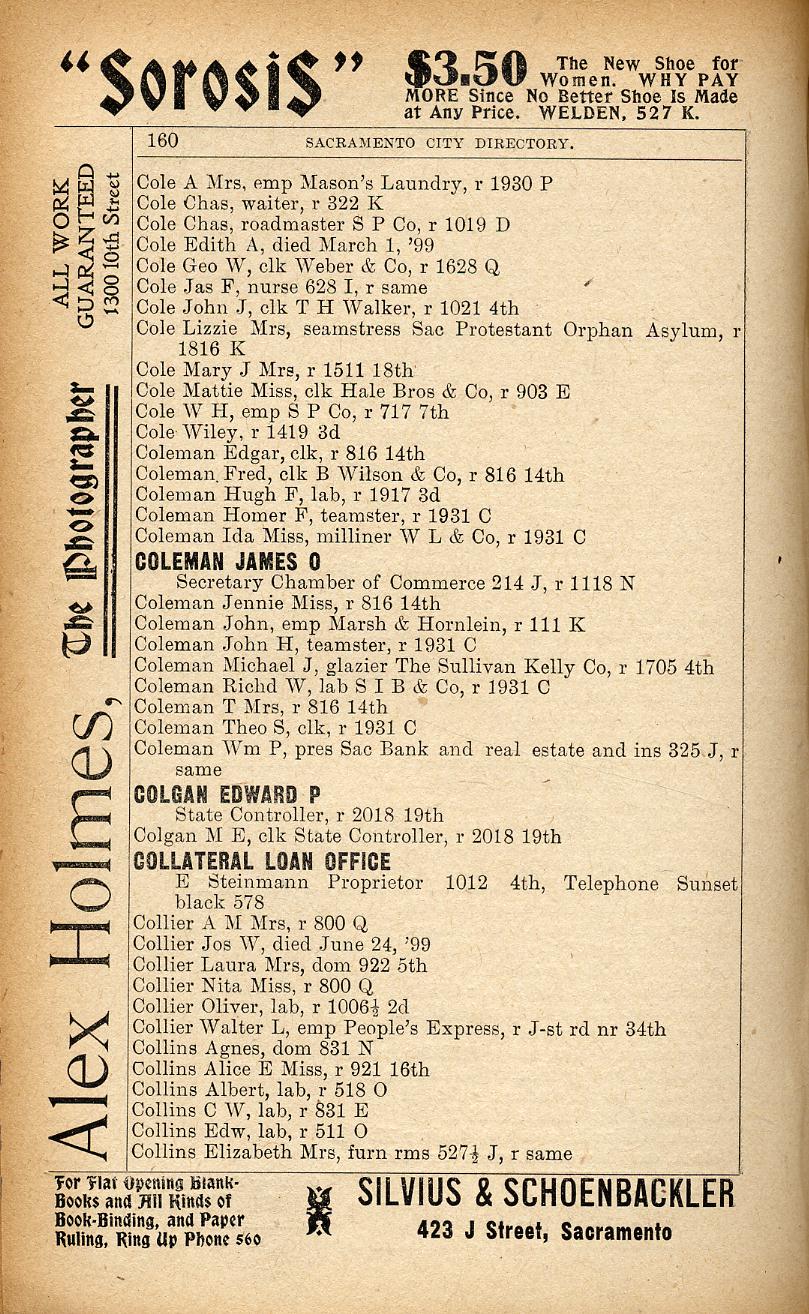 “Sorosis”
$3.50 The New Shoe for
Women. WHY PAY
MORE Since No Better Shoe Is Made
at Any Price. WELDEN, 527 K.
160 SACRAMENTO CITY DIRECTORY.
Cole A Mrs, emp Mason's Laundry, r 1930 P
Cole Chas, waiter, r 322 K
Cole Chas, roadmaster S P Co, r 1019 D
Cole Edith A, died March 1, '99
Cole Geo W, clk Weber & Co, r 1628 Q
Cole Jas F, nurse 628 I, r same
Cole John J, clk T H Walker, r 1021 4th
Cole Lizzie Mrs, seamstress Sac Protestant Orphan Asylum, r
1816 K
Cole Mary J Mrs, r 1511 18th
Cole Mattie Miss, clk Hale Bros & Co, r 903 E
Cole W H, emp S P Co, r 717 7th
Cole Wiley, r 1419 3d
Coleman Edgar, clk, r 816 14th
Coleman Fred, clk B Wilson & Co, r 816 14th
Coleman Hugh F, lab, r 1917 3d
Coleman Homer F, teamster, r 1931 C
Coleman Ida Miss, milliner W L & Co, r 1931 C
COLEMAN JAMES O
Secretary Chamber of Commerce 214 J, r 1118 N
Coleman Jennie Miss, r 816 14th
Coleman John, emp Marsh & Hornlein, r 111 K
Coleman John H, teamster, r 1931 C
Coleman Michael J, glazier The Sullivan Kelly Co, r 1705 4th
Coleman Richd W, lab S I B & Co, r 1931 C
Coleman T Mrs, r 816 14th
Coleman Theo S, clk, r 1931 C
Coleman Wm P, pres Sac Bank and real estate and ins 325 J, r
same
COLGAN EDWARD P
State Controller, r 2018 19th
Colgan M E, clk State Controller, r 2018 19th
COLLATERAL LOAN OFFICE
E Steinmann Proprietor 1012 4th, Telephone Sunset
black 578
Collier A M Mrs, r 800 Q
Collier Jos W, died June 24, '99
Collier Laura Mrs, dom 922 5th
Collier Nita Miss, r 800 Q
Collier Oliver, lab, r 1006½ 2d
Collier Walter L, emp People's Express, r J-st rd nr 34th
Collins Agnes, dom 831 N
Collins Alice E Miss, r 921 16th
Collins Albert, lab, r 518 O
Collins C W, lab, r 831 E
Collins Edw, lab, r 511 O
Collins Elizabeth Mrs, furn rms 527½ J, r same
Alex Holmes, The Photographer
ALL WORK
GUARANTEED
1300 10th Street
For Flat Opening Blank-
Books and All Kinds of
Book-Binding, and Paper
Ruling, Ring Up Phone 560
SILVIUS & SCHOENBACKLER
423 J Street, Sacramento